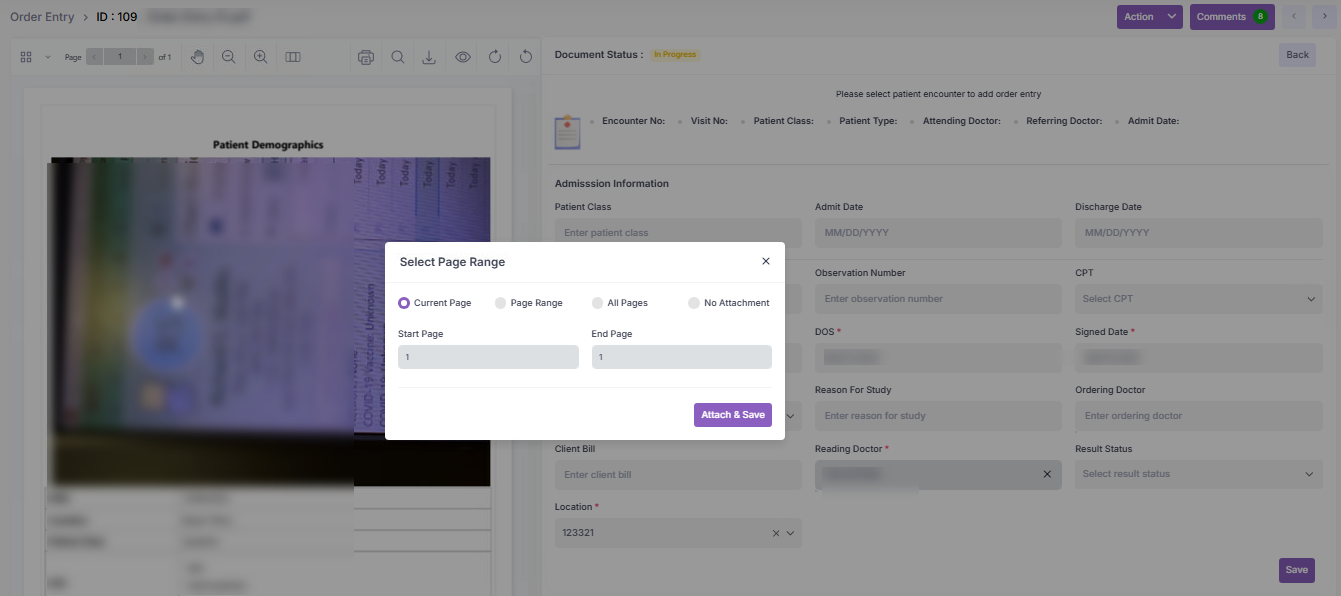 Order Entry > ID : 109
Action
Comments 8
Page 1 of 1
Document Status : In Progress
Back
Please select patient encounter to add order entry
Encounter No: Visit No: Patient Class: Patient Type: Attending Doctor: Referring Doctor: Admit Date:
Patient Demographics
Today
Today
Today
Today
Today
Today
COVID-19 Vaccine: Unknown
Admisssion Information
Patient Class Admit Date Discharge Date
Enter patient class MM/DD/YYYY MM/DD/YYYY
Observation Number CPT
Enter observation number Select CPT
DOS * Signed Date *
Reason For Study Ordering Doctor
Enter reason for study Enter ordering doctor
Client Bill Reading Doctor * Result Status
Enter client bill Select result status
Location *
123321
Save
Select Page Range
Current Page Page Range All Pages No Attachment
Start Page End Page
1 1
Attach & Save